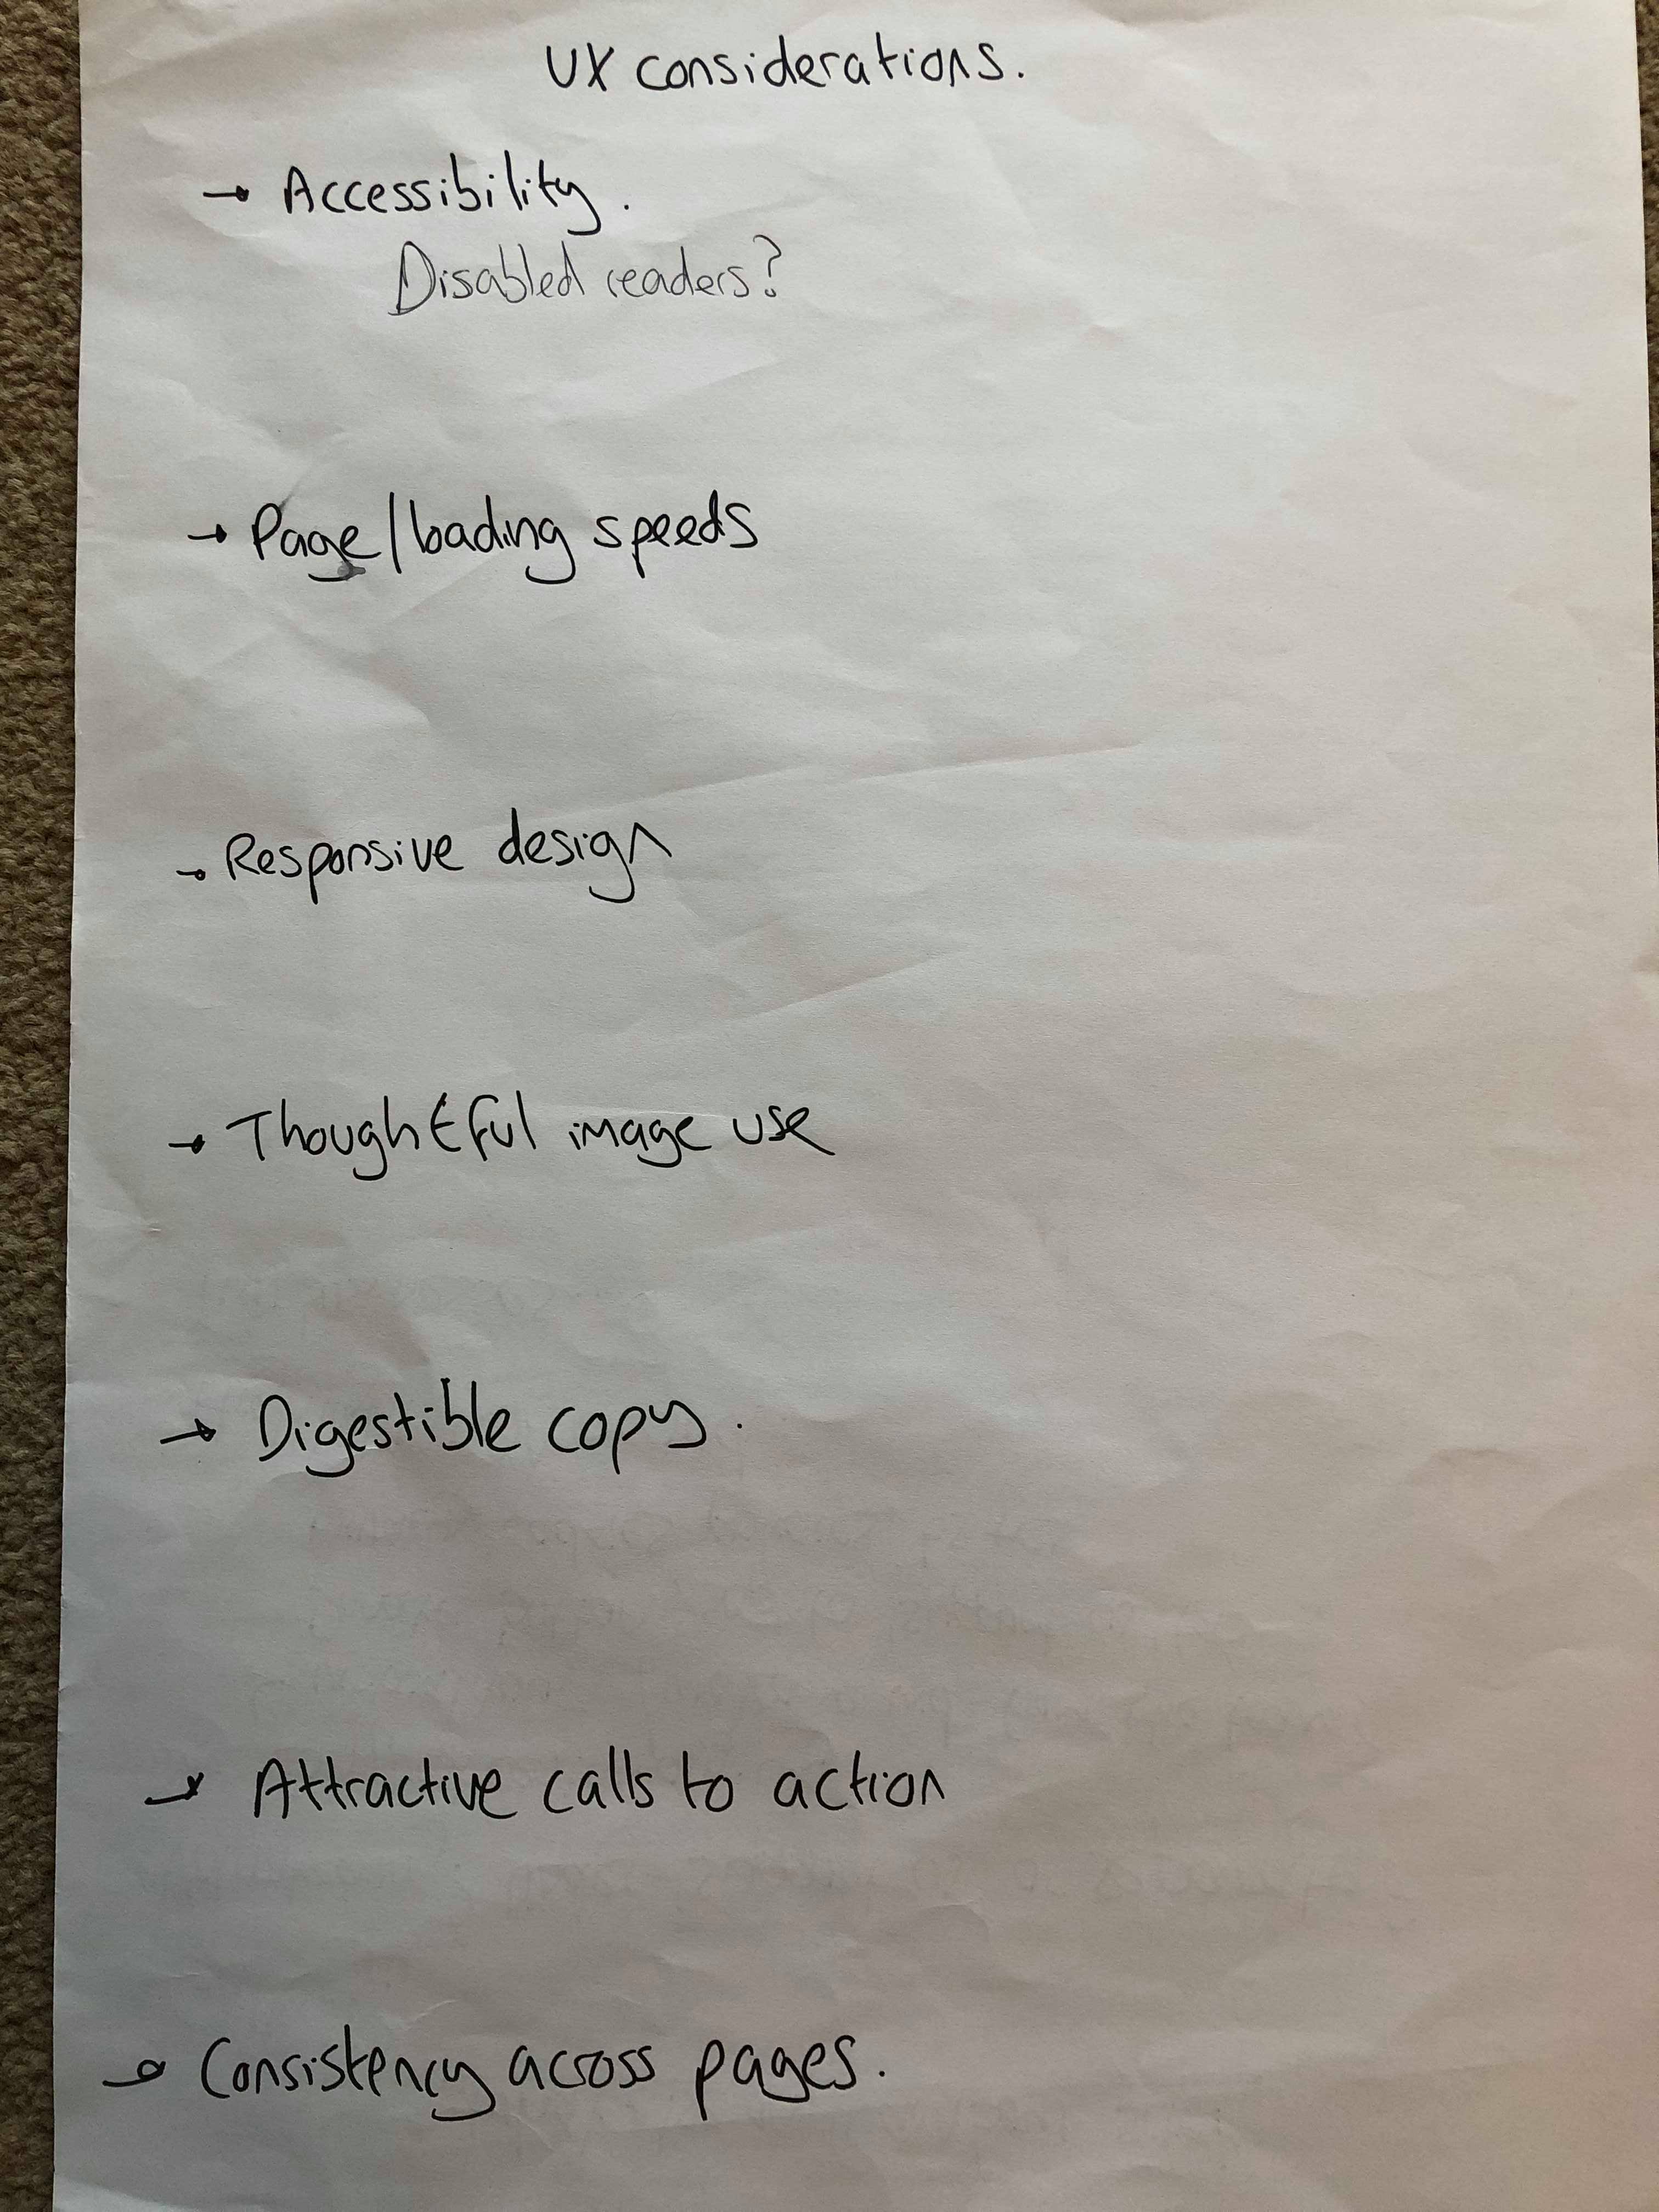 UX considerations.
→ Accessibility.
Disabled readers?
→ Page/loading speeds
→ Responsive design
→ Thoughtful image use
→ Digestible copy.
→ Attractive calls to action
→ Consistency across pages.